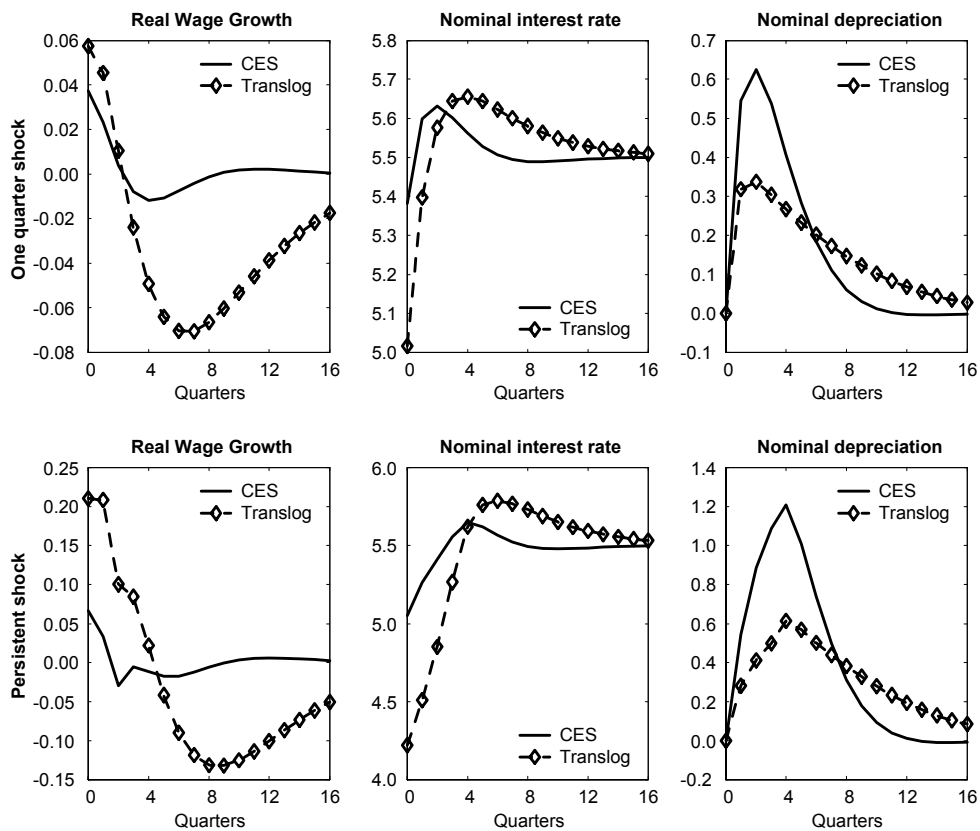 Real Wage Growth
Nominal interest rate
Nominal depreciation
One quarter shock
0.06
0.04
0.02
0.00
-0.02
-0.04
-0.06
-0.08
CES
Translog
0 4 8 12 16
Quarters
5.8
5.7
5.6
5.5
5.4
5.3
5.2
5.1
5.0
CES
Translog
0 4 8 12 16
Quarters
0.7
0.6
0.5
0.4
0.3
0.2
0.1
0.0
-0.1
CES
Translog
0 4 8 12 16
Quarters
Real Wage Growth
Nominal interest rate
Nominal depreciation
Persistent shock
0.25
0.20
0.15
0.10
0.05
0.00
-0.05
-0.10
-0.15
CES
Translog
0 4 8 12 16
Quarters
6.0
5.5
5.0
4.5
4.0
CES
Translog
0 4 8 12 16
Quarters
1.4
1.2
1.0
0.8
0.6
0.4
0.2
0.0
-0.2
CES
Translog
0 4 8 12 16
Quarters